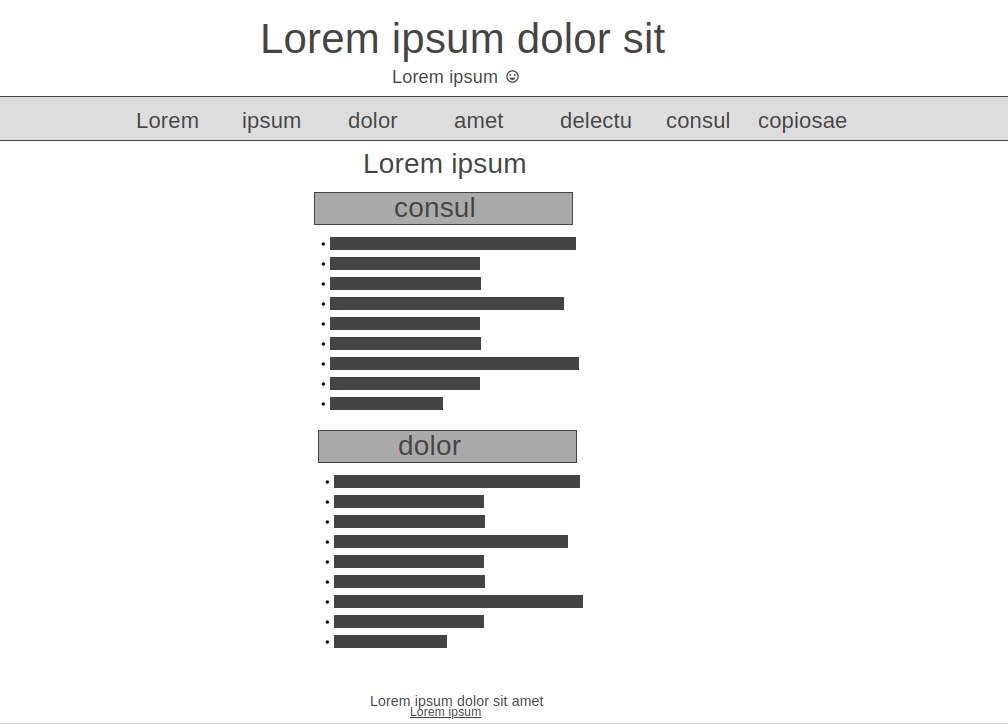 Lorem ipsum dolor sit
Lorem ipsum ☺
Lorem ipsum dolor amet delectu consul copiosae
Lorem ipsum
consul
dolor
Lorem ipsum dolor sit amet
Lorem ipsum